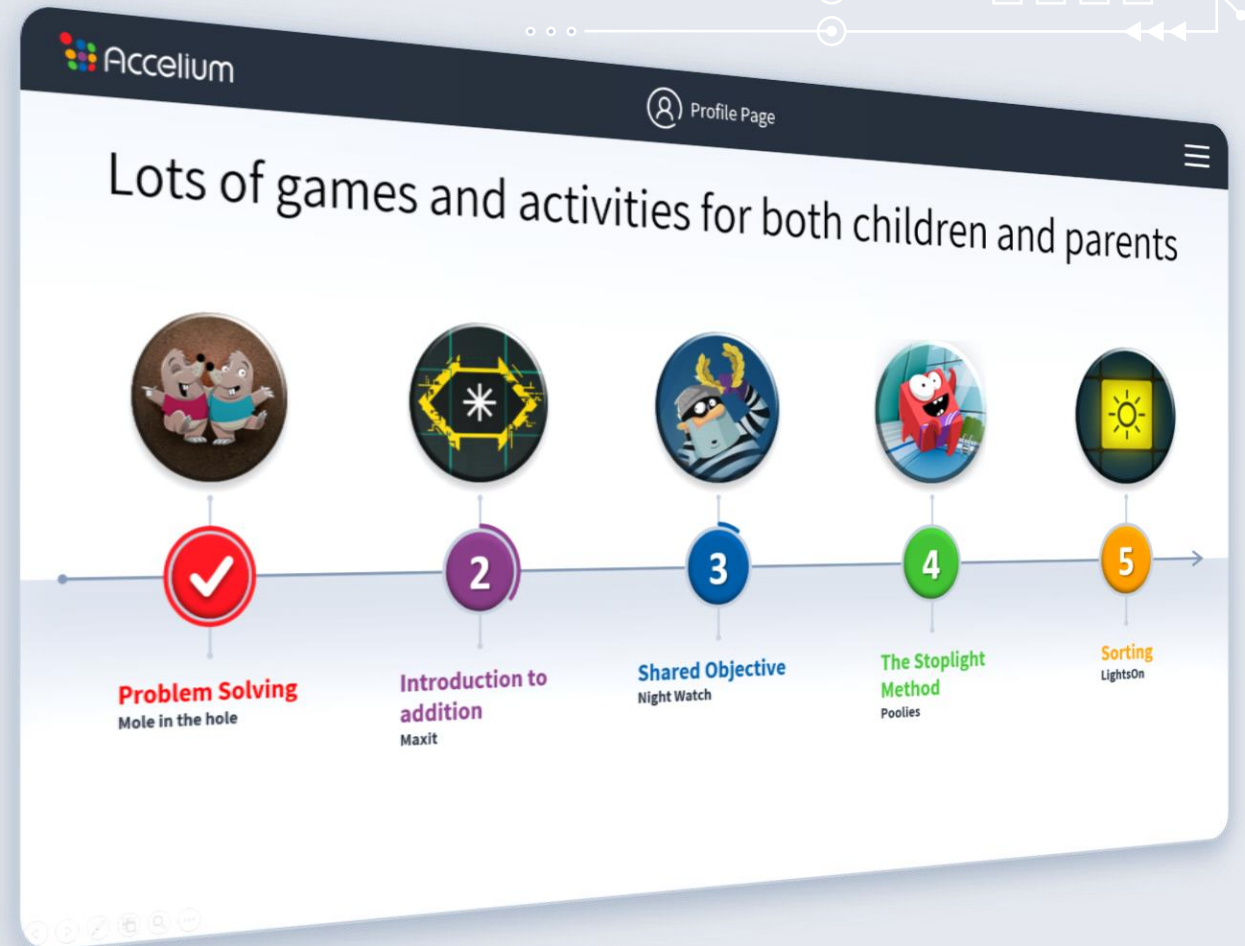 Accelium
Profile Page
Lots of games and activities for both children and parents
2
3
4
5
Problem Solving
Mole in the hole
Introduction to
addition
Maxit
Shared Objective
Night Watch
The Stoplight
Method
Poolies
Sorting
LightsOn